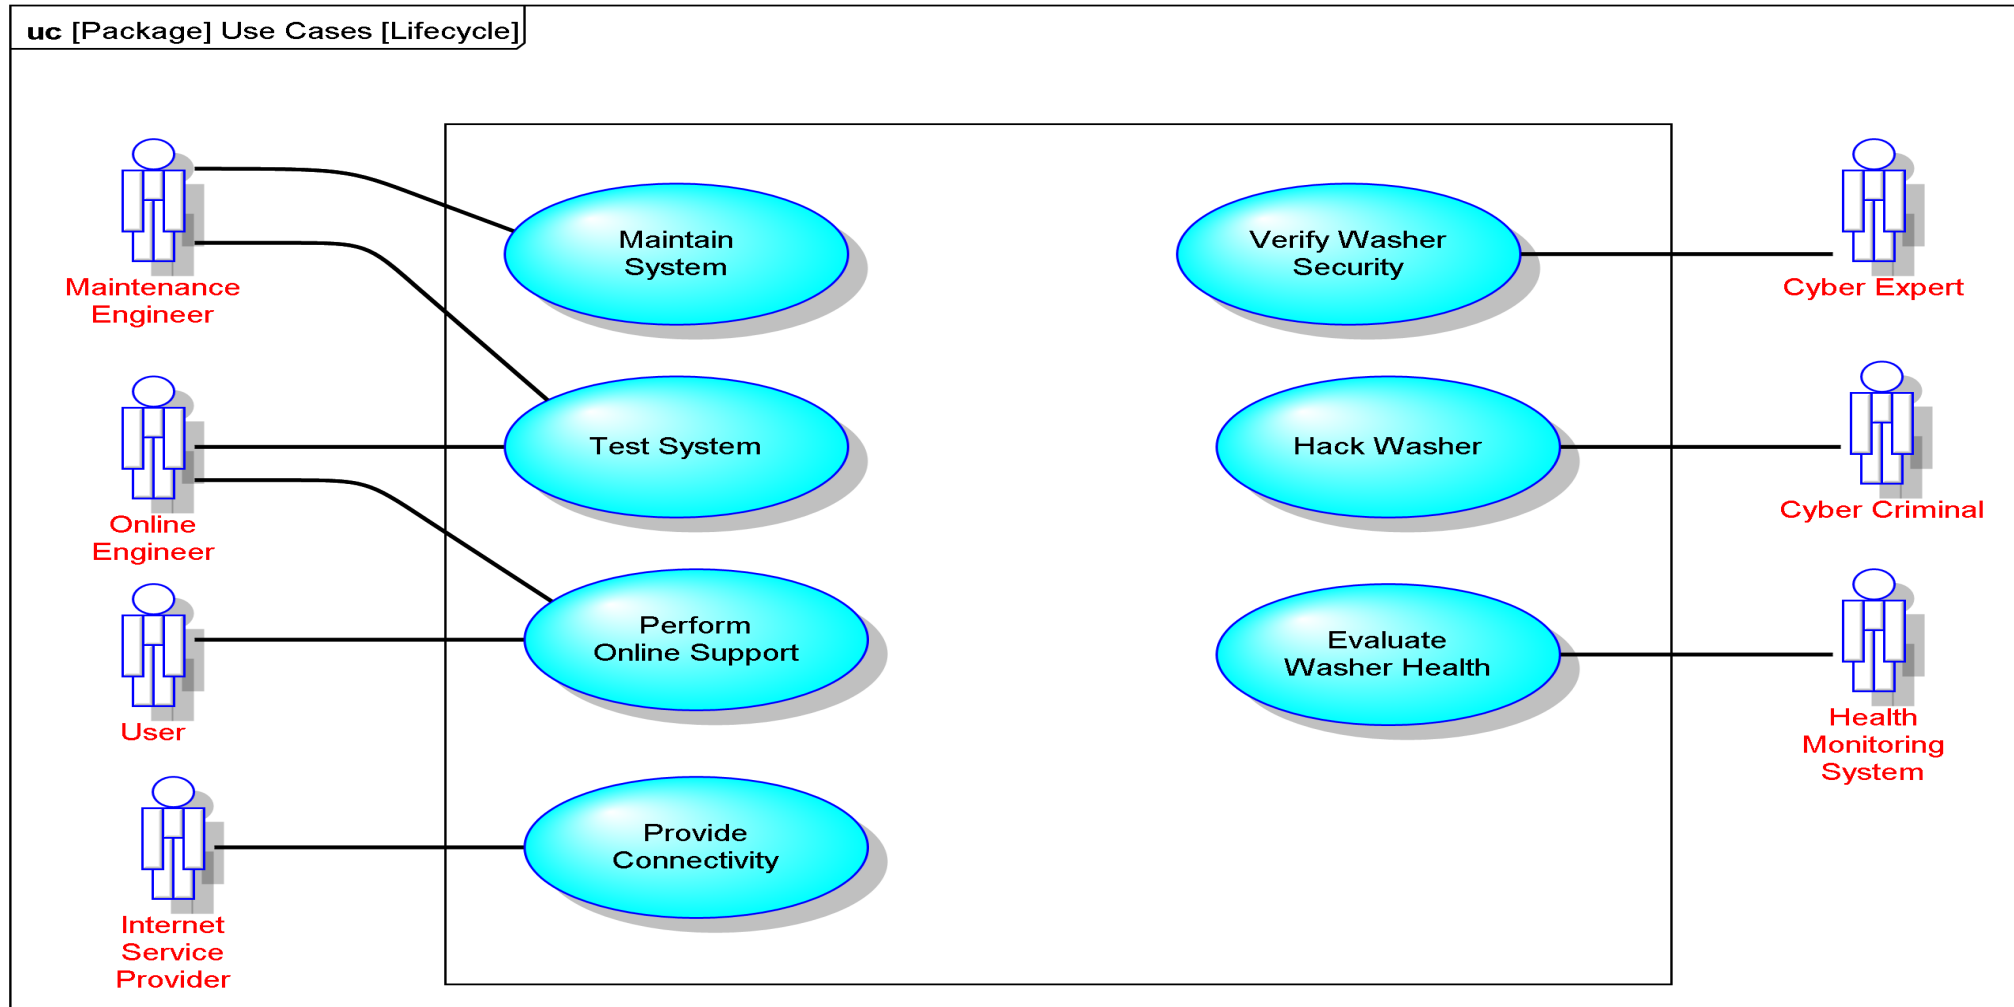 uc [Package] Use Cases [Lifecycle]
Maintenance
Engineer
Online
Engineer
User
Internet
Service
Provider
Maintain
System
Test System
Perform
Online Support
Provide
Connectivity
Verify Washer
Security
Hack Washer
Evaluate
Washer Health
Cyber Expert
Cyber Criminal
Health
Monitoring
System